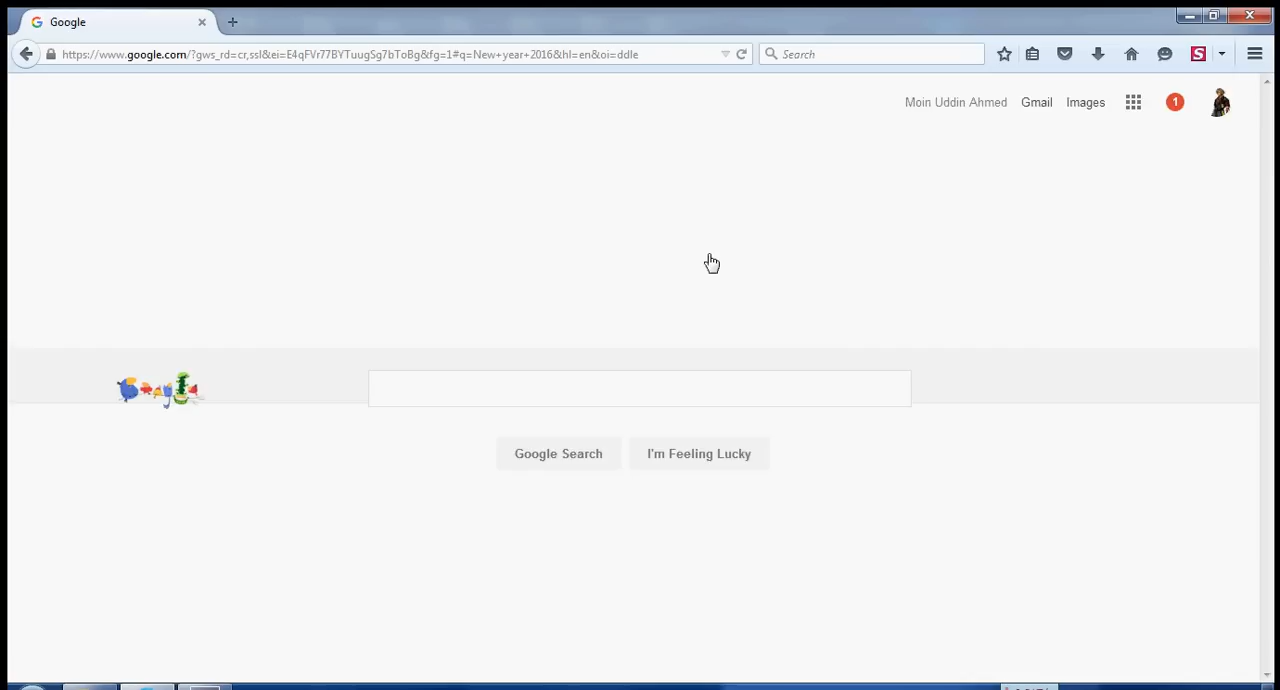 Google
https://www.google.com/?gws_rd=cr,ssl&ei=E4qFVr77BYTuugSg7bToBg&fg=1#q=New+year+2016&hl=en&oi=ddle
Search
Moin Uddin Ahmed Gmail Images 1
Google Search I'm Feeling Lucky